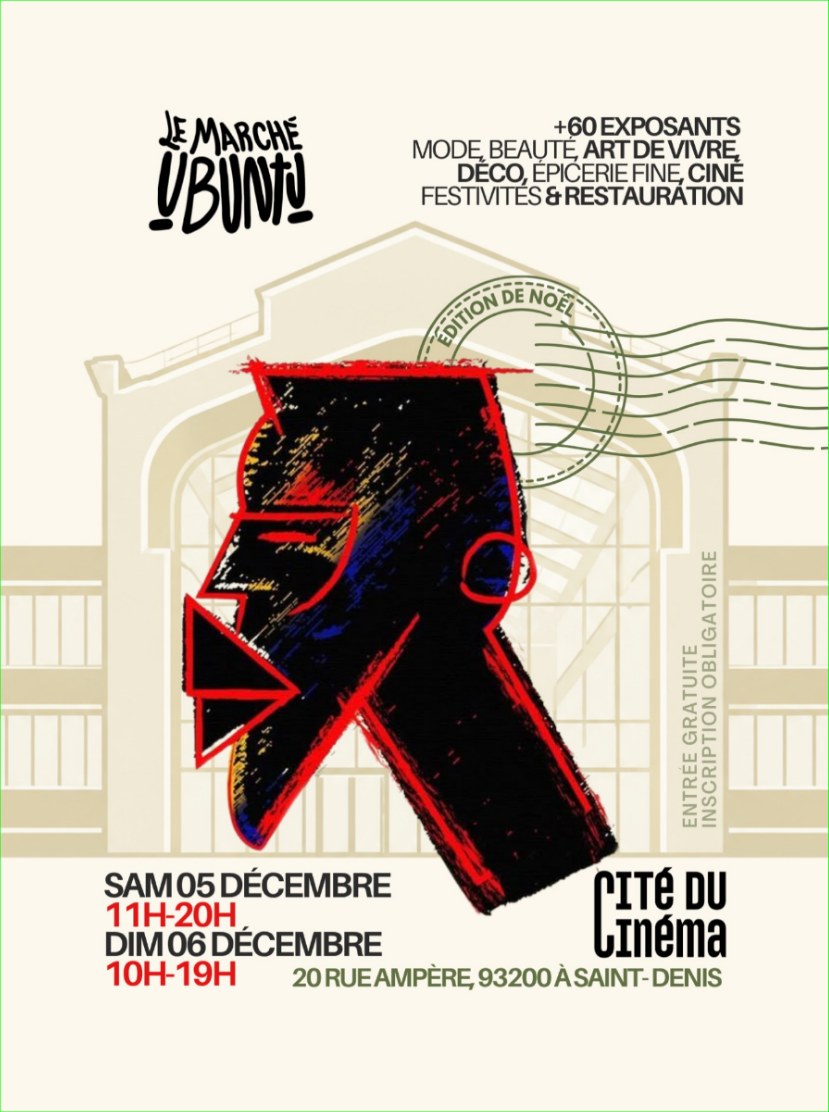 LE MARCHÉ
UBUNTU
+60 EXPOSANTS
MODE, BEAUTÉ, ART DE VIVRE,
DÉCO, ÉPICERIE FINE, CINÉ
FESTIVITÉS & RESTAURATION
ÉDITION DE NOËL
ENTRÉE GRATUITE
INSCRIPTION OBLIGATOIRE
SAM 05 DÉCEMBRE
11H-20H
DIM 06 DÉCEMBRE
10H-19H
CITÉ DU
CINÉMA
20 RUE AMPÈRE, 93200 À SAINT- DENIS